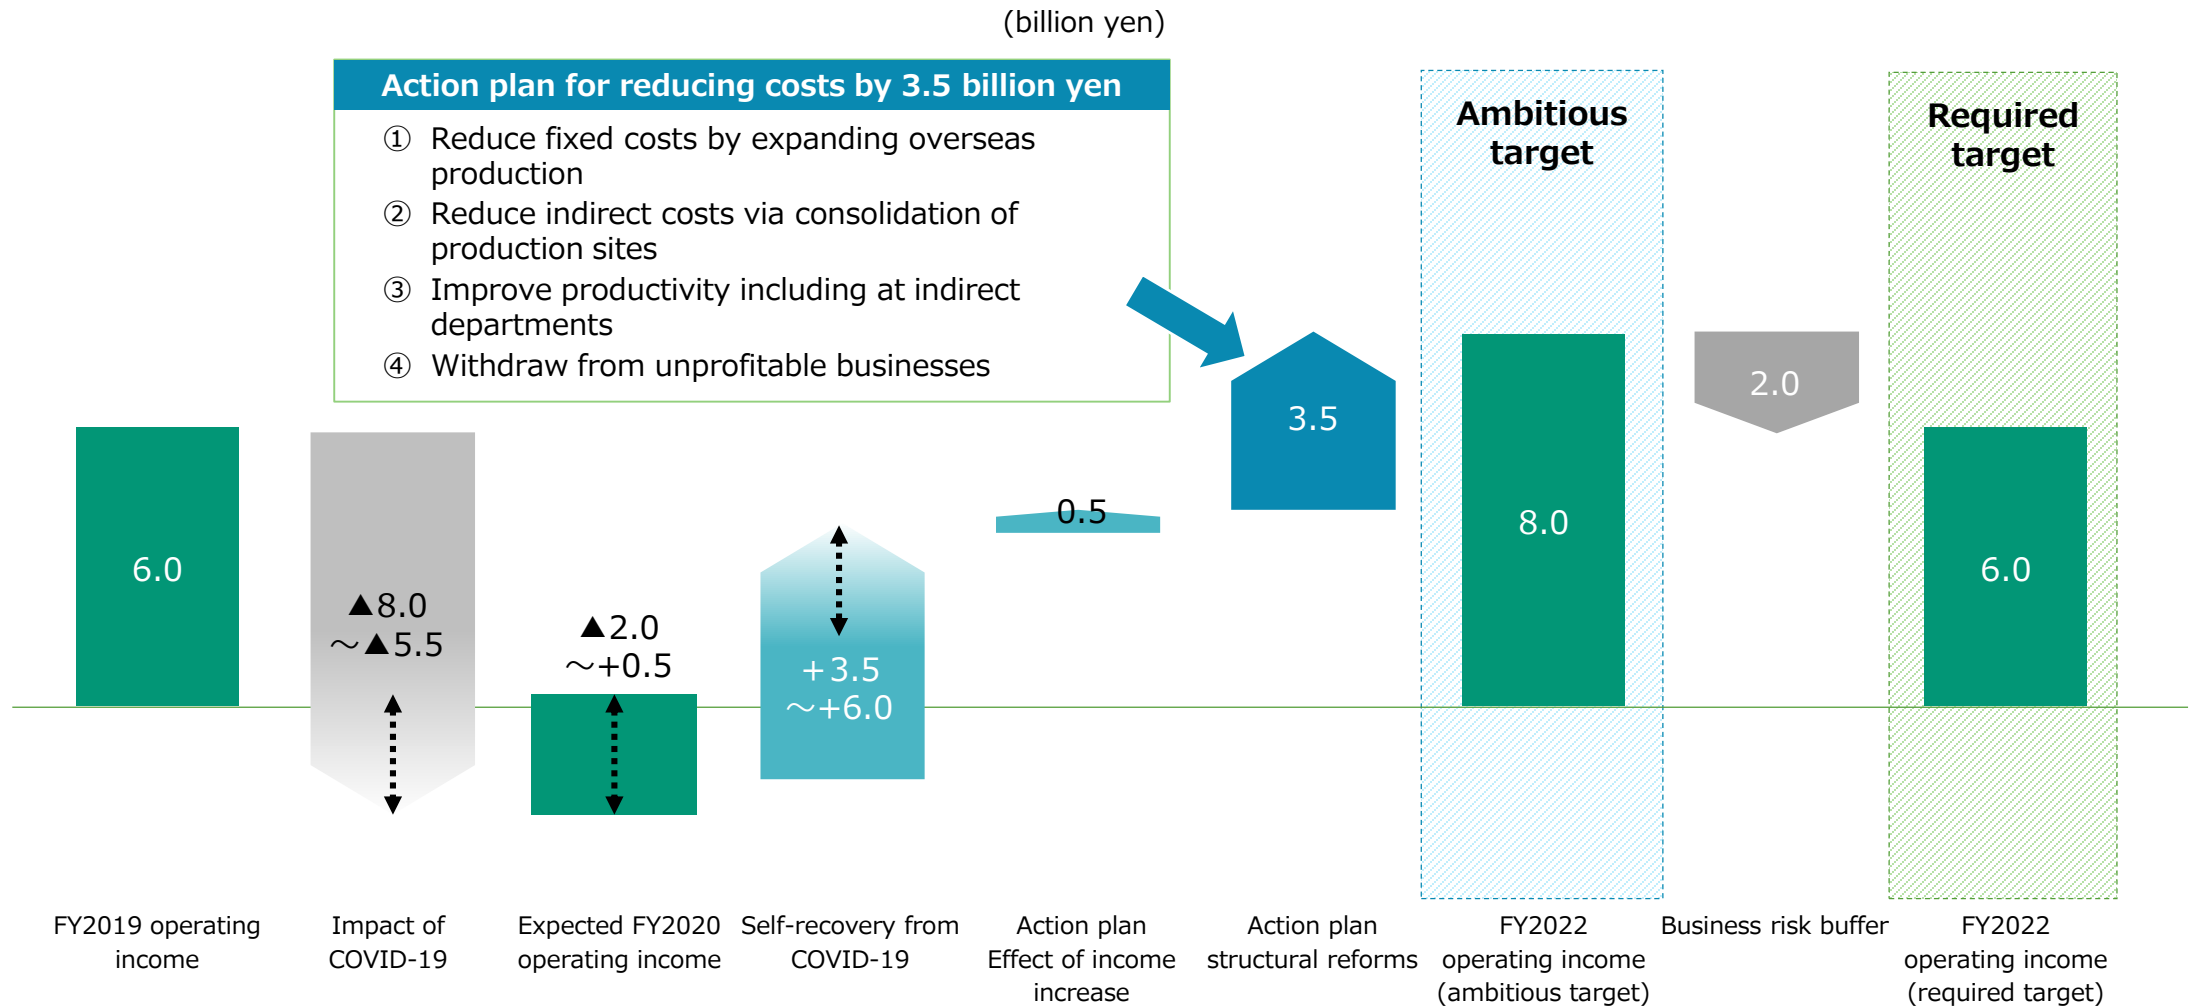 (billion yen)
Action plan for reducing costs by 3.5 billion yen
① Reduce fixed costs by expanding overseas
production
② Reduce indirect costs via consolidation of
production sites
③ Improve productivity including at indirect
departments
④ Withdraw from unprofitable businesses
Ambitious
target
Required
target
6.0
▲8.0
～▲5.5
▲2.0
～+0.5
+3.5
～+6.0
0.5
3.5
8.0
2.0
6.0
FY2019 operating
income
Impact of
COVID-19
Expected FY2020
operating income
Self-recovery from
COVID-19
Action plan
Effect of income
increase
Action plan
structural reforms
FY2022
operating income
(ambitious target)
Business risk buffer
FY2022
operating income
(required target)